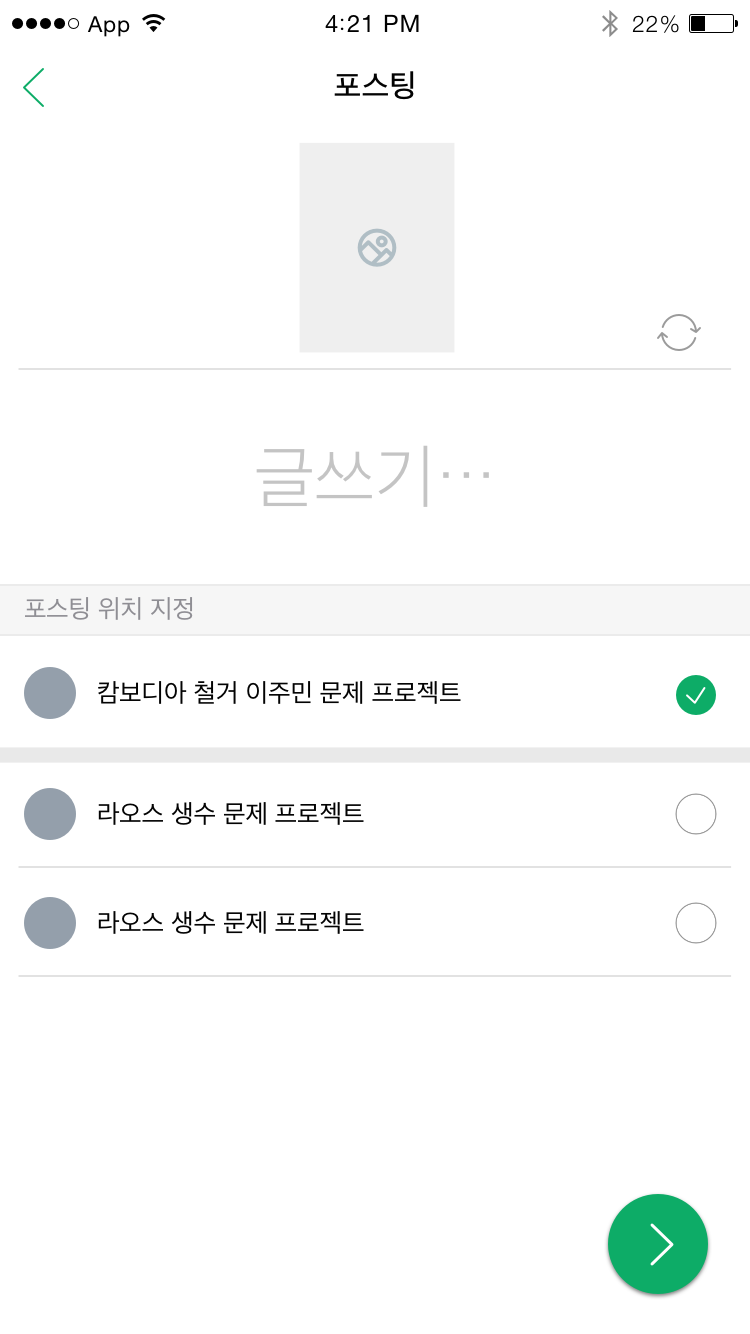 App 4:21 PM 22%
포스팅
글쓰기…
포스팅 위치 지정
캄보디아 철거 이주민 문제 프로젝트
라오스 생수 문제 프로젝트
라오스 생수 문제 프로젝트